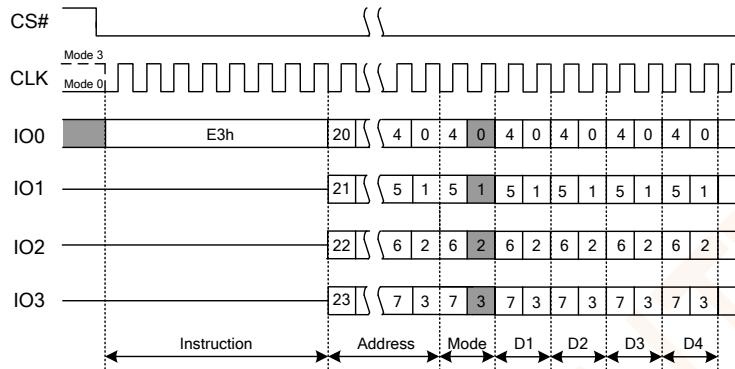 CS#
Mode 3
CLK
Mode 0
IO0 E3h 20 4 0 4 0 4 0 4 0 4 0 4 0
IO1 21 5 1 5 1 5 1 5 1 5 1 5 1
IO2 22 6 2 6 2 6 2 6 2 6 2 6 2
IO3 23 7 3 7 3 7 3 7 3 7 3 7 3
Instruction Address Mode D1 D2 D3 D4